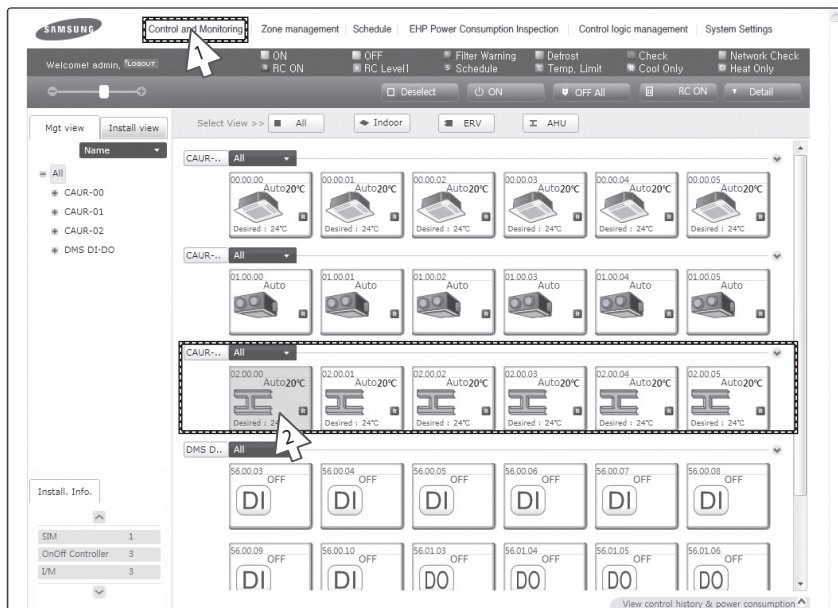 SAMSUNG
Control and Monitoring | Zone management | Schedule | EHP Power Consumption Inspection | Control logic management | System Settings
1
Welcome! admin, LOGOUT
ON OFF Filter Warning Defrost Check Network Check
RC ON RC Level1 Schedule Temp. Limit Cool Only Heat Only
Deselect ON OFF All RC ON Detail
Mgt view Install view
Select View >> All Indoor ERV AHU
Name
All
CAUR-00
CAUR-01
CAUR-02
DMS DI-DO
CAUR-.. All
00.00.00 00.00.01 00.00.02 00.00.03 00.00.04 00.00.05
Auto20℃ Auto20℃ Auto20℃ Auto20℃ Auto20℃ Auto20℃
R R R R R R
Desired : 24℃ Desired : 24℃ Desired : 24℃ Desired : 24℃ Desired : 24℃ Desired : 24℃
CAUR-.. All
01.00.00 01.00.01 01.00.02 01.00.03 01.00.04 01.00.05
Auto Auto Auto Auto Auto Auto
R R R R R R
CAUR-.. All
02.00.00 02.00.01 02.00.02 02.00.03 02.00.04 02.00.05
Auto20℃ Auto20℃ Auto20℃ Auto20℃ Auto20℃ Auto20℃
R R R R R R
Desired : 24 Desired : 24℃ Desired : 24℃ Desired : 24℃ Desired : 24℃ Desired : 24℃
2
DMS D.. All
56.00.03 56.00.04 56.00.05 56.00.06 56.00.07 56.00.08
OFF OFF OFF OFF OFF OFF
DI DI DI DI DI DI
56.00.09 56.00.10 56.01.03 56.01.04 56.01.05 56.01.06
OFF OFF OFF OFF OFF OFF
DI DI DO DO DO DO
Install. Info.
SIM 1
OnOff Controller 3
I/M 3
View control history & power consumption